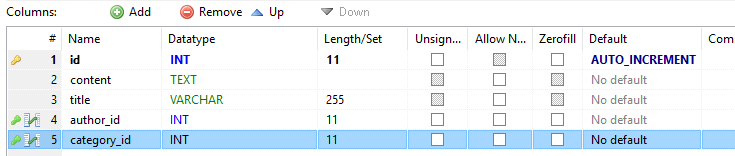 Columns: Add Remove Up Down
# Name Datatype Length/Set Unsign... Allow N... Zerofill Default Com
1 id INT 11 AUTO_INCREMENT
2 content TEXT No default
3 title VARCHAR 255 No default
4 author_id INT 11 No default
5 category_id INT 11 No default